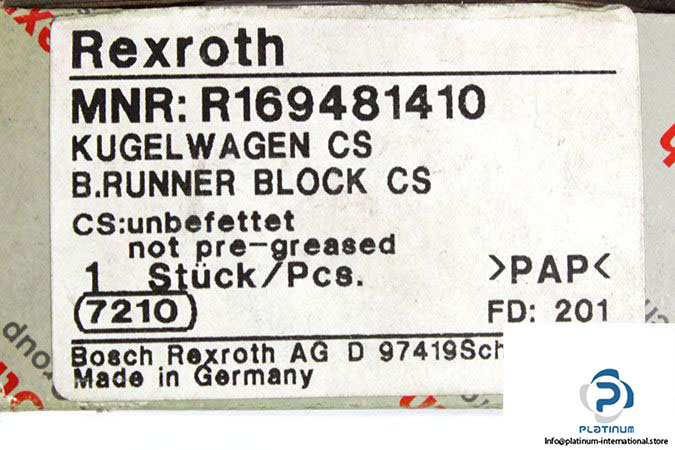 Rexroth
MNR: R169481410
KUGELWAGEN CS
B.RUNNER BLOCK CS
CS:unbefettet
not pre-greased
1 Stück/Pcs.
>PAP<
7210
FD: 201
Bosch Rexroth AG D 97419Sch
Made in Germany
PLATINUM
Info@platinum-international.store